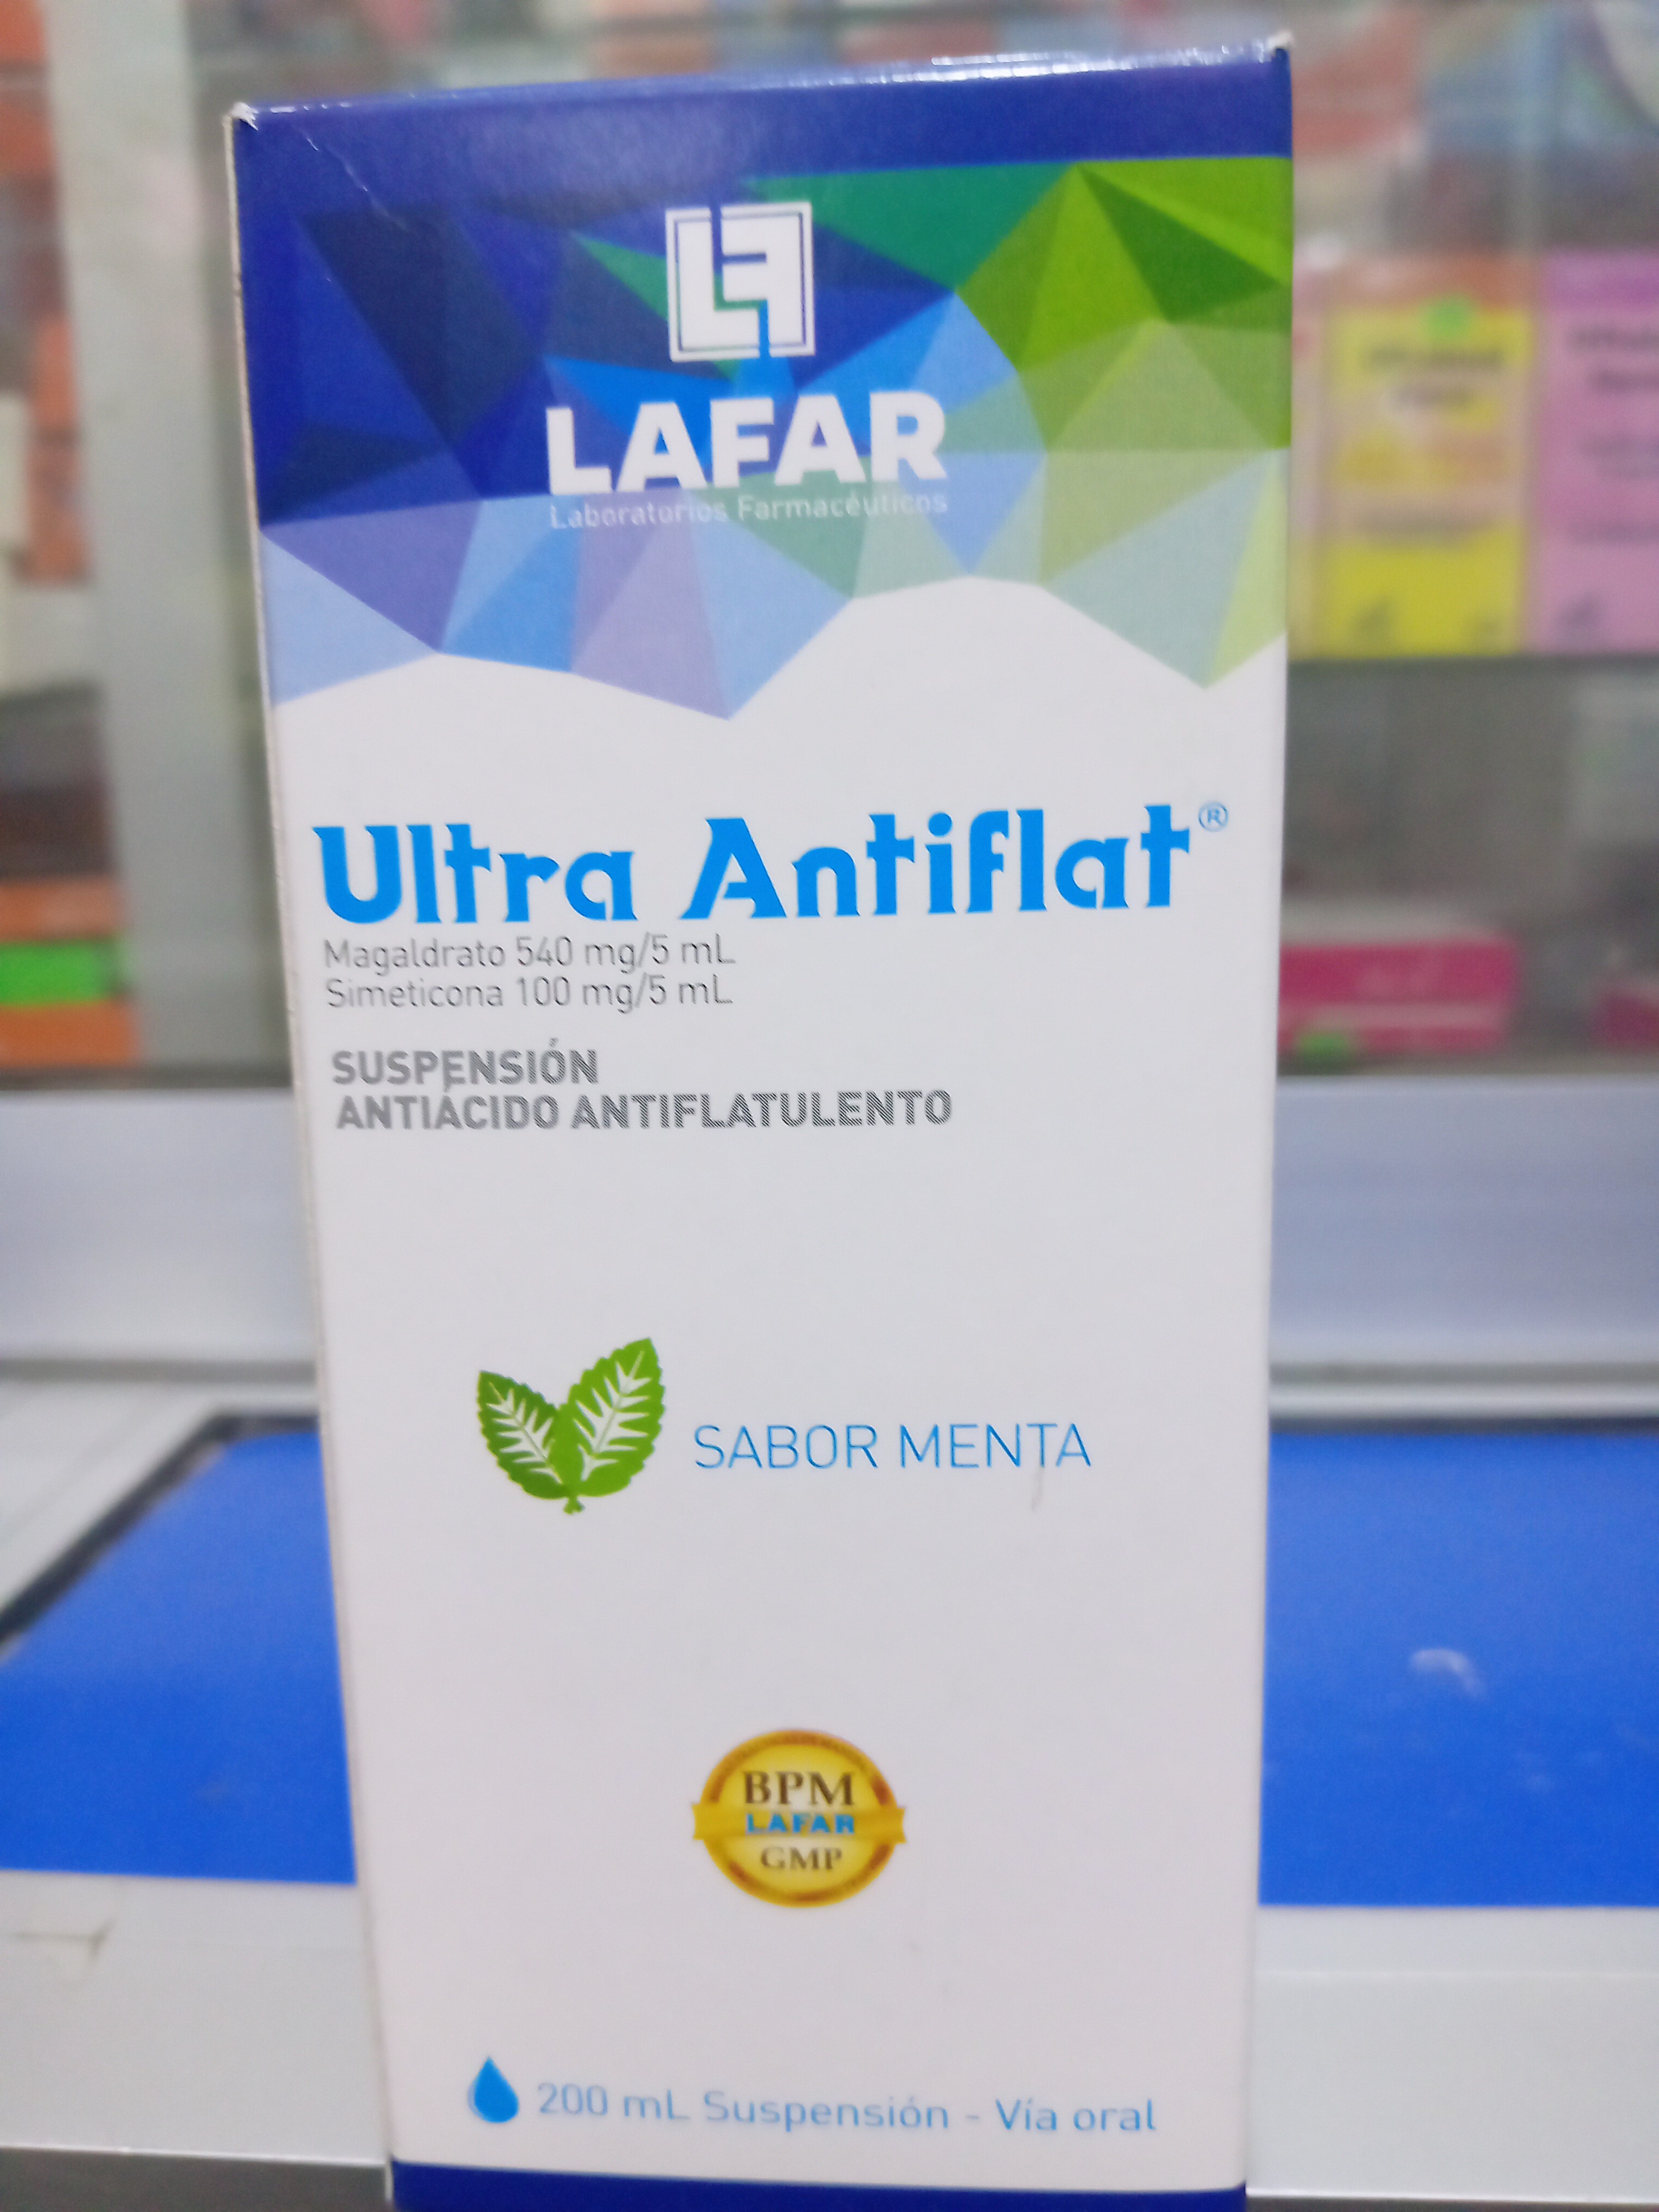 LF
LAFAR
Laboratorios Farmacéuticos
Ultra Antiflat®
Magaldrato 540 mg/5 mL
Simeticona 100 mg/5 mL
SUSPENSIÓN
ANTIÁCIDO ANTIFLATULENTO
SABOR MENTA
BPM
LAFAR
GMP
200 mL Suspensión - Vía oral